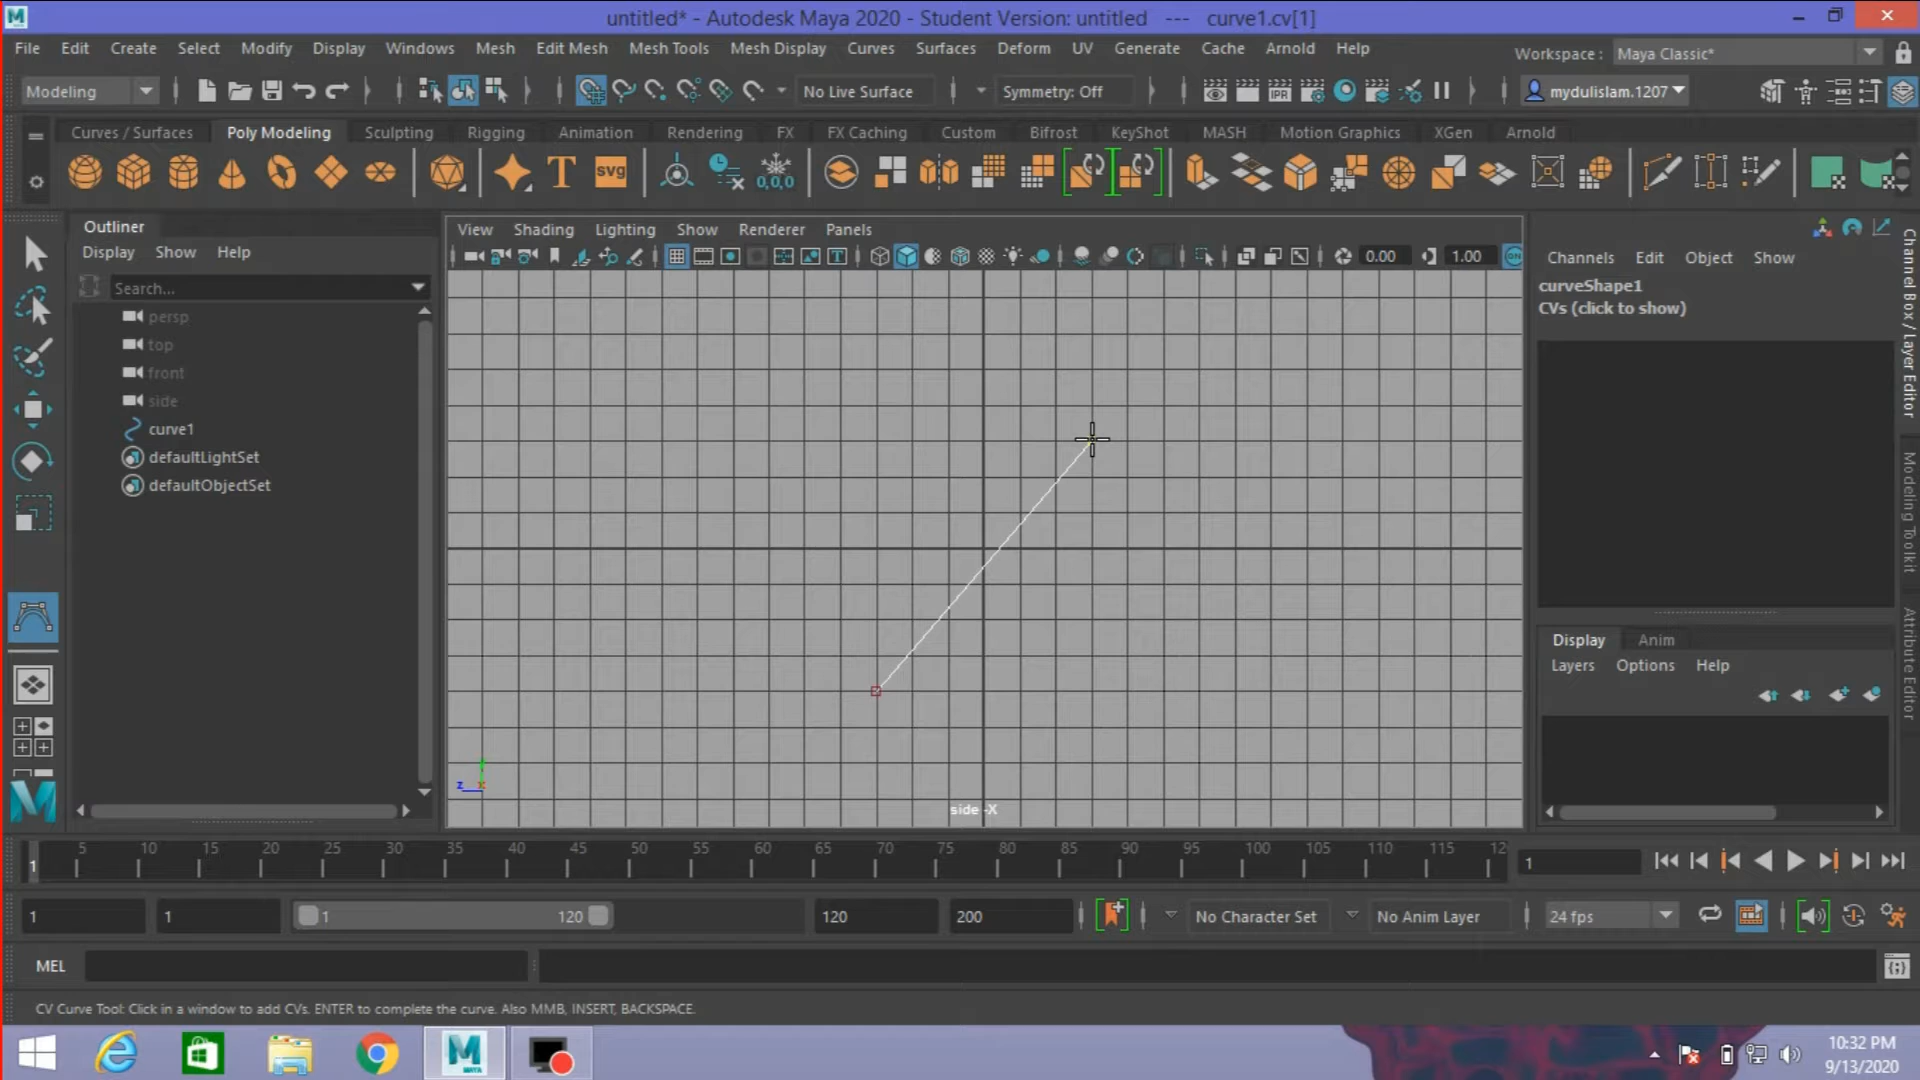 untitled* - Autodesk Maya 2020 - Student Version: untitled --- curve1.cv[1]
File Edit Create Select Modify Display Windows Mesh Edit Mesh Mesh Tools Mesh Display Curves Surfaces Deform UV Generate Cache Arnold Help
Workspace : Maya Classic*
Modeling No Live Surface Symmetry: Off IPR mydulislam.1207
Curves / Surfaces Poly Modeling Sculpting Rigging Animation Rendering FX FX Caching Custom Bifrost KeyShot MASH Motion Graphics XGen Arnold
T SVG 0,0,0
Outliner
Display Show Help
Search...
persp
top
front
side
curve1
defaultLightSet
defaultObjectSet
View Shading Lighting Show Renderer Panels
0.00 1.00 ON
z x
side -X
Channels Edit Object Show
curveShape1
CVs (click to show)
Display Anim
Layers Options Help
Channel Box / Layer Editor
Modeling Toolkit
Attribute Editor
1 5 10 15 20 25 30 35 40 45 50 55 60 65 70 75 80 85 90 95 100 105 110 115 12
1
1 1 1 120 120 200 No Character Set No Anim Layer 24 fps
MEL
CV Curve Tool: Click in a window to add CVs. ENTER to complete the curve. Also MMB, INSERT, BACKSPACE.
M MAYA
10:32 PM
9/13/2020